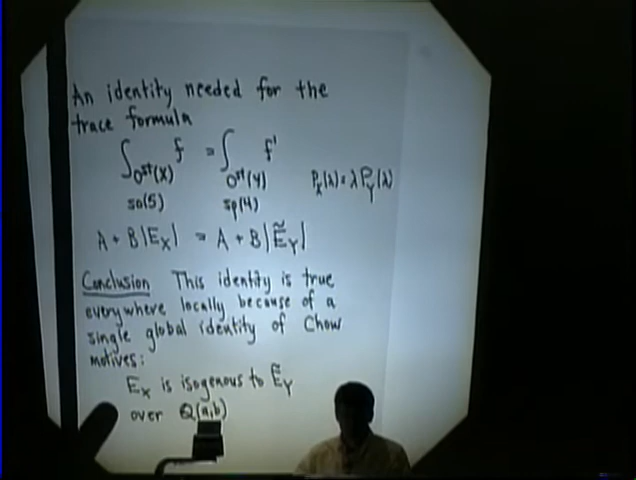 An identity needed for the
trace formula
∫_{O^{st}(X)} f = ∫_{O^{st}(Y)} f' P_X(λ) = λ P_Y(λ)
so(5) sp(4)
A + B|E_X| = A + B|Ẽ_Y|
Conclusion This identity is true
everywhere locally because of a
single global identity of Chow
motives:
E_X is isogenous to Ẽ_Y
over Q(a,b)